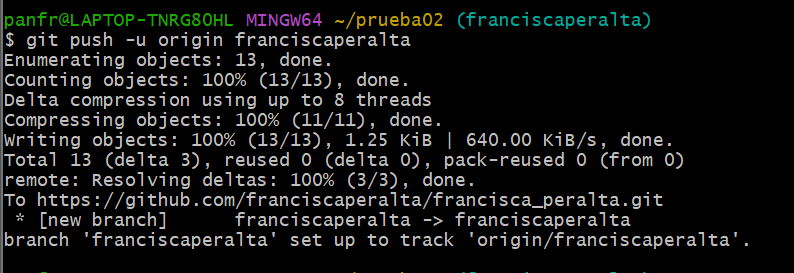 panfr@LAPTOP-TNRG8OHL MINGW64 ~/prueba02 (franciscaperalta)
$ git push -u origin franciscaperalta
Enumerating objects: 13, done.
Counting objects: 100% (13/13), done.
Delta compression using up to 8 threads
Compressing objects: 100% (11/11), done.
Writing objects: 100% (13/13), 1.25 KiB | 640.00 KiB/s, done.
Total 13 (delta 3), reused 0 (delta 0), pack-reused 0 (from 0)
remote: Resolving deltas: 100% (3/3), done.
To https://github.com/franciscaperalta/francisca_peralta.git
 * [new branch]      franciscaperalta -> franciscaperalta
branch 'franciscaperalta' set up to track 'origin/franciscaperalta'.